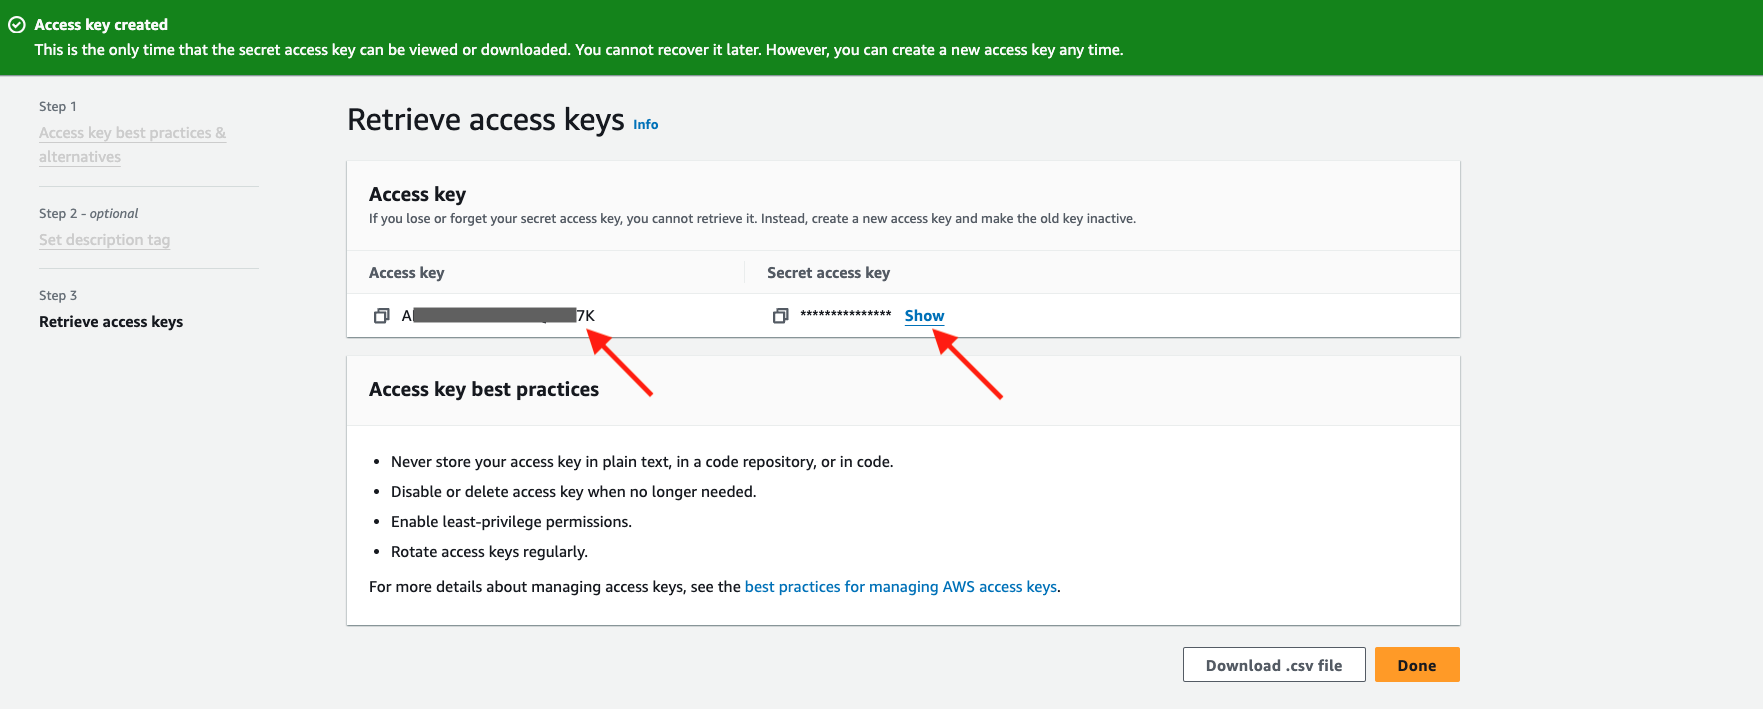 Access key created
This is the only time that the secret access key can be viewed or downloaded. You cannot recover it later. However, you can create a new access key any time.
Step 1
Access key best practices &
alternatives
Step 2 - optional
Set description tag
Step 3
Retrieve access keys
Retrieve access keys Info
Access key
If you lose or forget your secret access key, you cannot retrieve it. Instead, create a new access key and make the old key inactive.
Access key Secret access key
A 7K *************** Show
Access key best practices
• Never store your access key in plain text, in a code repository, or in code.
• Disable or delete access key when no longer needed.
• Enable least-privilege permissions.
• Rotate access keys regularly.
For more details about managing access keys, see the best practices for managing AWS access keys.
Download .csv file Done